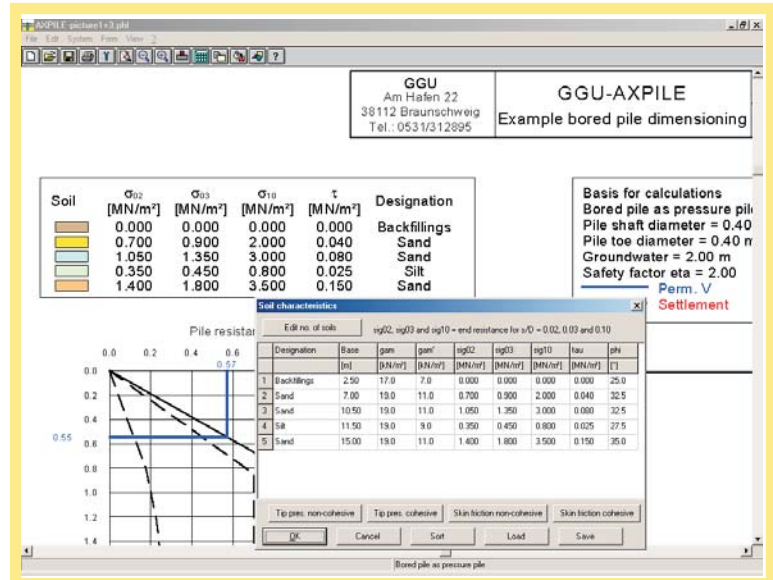 AXPILE-picture1+3.phl
File Edt System Form View ?
GGU
Am Hafen 22
38112 Braunschweig
Tel.: 0531/312895
GGU-AXPILE
Example bored pile dimensioning
Soil σ02 σ03 σ10 τ Designation
[MN/m²] [MN/m²] [MN/m²] [MN/m²]
0.000 0.000 0.000 0.000 Backfillings
0.700 0.900 2.000 0.040 Sand
1.050 1.350 3.000 0.080 Sand
0.350 0.450 0.800 0.025 Silt
1.400 1.800 3.500 0.150 Sand
Basis for calculations
Bored pile as pressure pil
Pile shaft diameter = 0.40
Pile toe diameter = 0.40 m
Groundwater = 2.00 m
Safety factor eta = 2.00
Perm. V
Settlement
Pile resistar
0.0 0.2 0.4 0.6
0.57
0.0
0.2
0.4
0.55
0.6
0.8
1.0
1.2
1.4
Soil characteristics
Edit no. of soils
sig02, sig03 and sig10 = end resistance for s/D = 0.02, 0.03 and 0.10
Designation Base gam gam' sig02 sig03 sig10 tau phi
[m] [kN/m³] [kN/m³] [MN/m²] [MN/m²] [MN/m²] [MN/m²] [°]
1 Backfillings 2.50 17.0 7.0 0.000 0.000 0.000 0.000 25.0
2 Sand 7.00 19.0 11.0 0.700 0.900 2.000 0.040 32.5
3 Sand 10.50 19.0 11.0 1.050 1.350 3.000 0.080 32.5
4 Silt 11.50 19.0 9.0 0.350 0.450 0.800 0.025 27.5
5 Sand 15.00 19.0 11.0 1.400 1.800 3.500 0.150 35.0
Tip pres. non-cohesive Tip pres. cohesive Skin friction non-cohesive Skin friction cohesive
OK Cancel Sort Load Save
Bored pile as pressure pile